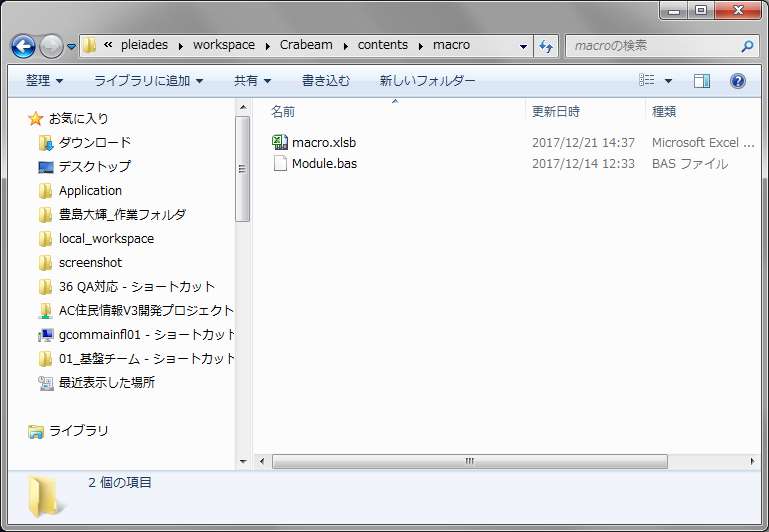 « pleiades ▸ workspace ▸ Crabeam ▸ contents ▸ macro
macroの検索
整理 ライブラリに追加 共有 書き込む 新しいフォルダー
お気に入り
ダウンロード
デスクトップ
Application
豊島大輝_作業フォルダ
local_workspace
screenshot
36 QA対応 - ショートカット
AC住民情報V3開発プロジェクト
gcommainfl01 - ショートカット
01_基盤チーム - ショートカット
最近表示した場所
ライブラリ
名前 更新日時 種類
macro.xlsb 2017/12/21 14:37 Microsoft Excel ...
Module.bas 2017/12/14 12:33 BAS ファイル
2 個の項目